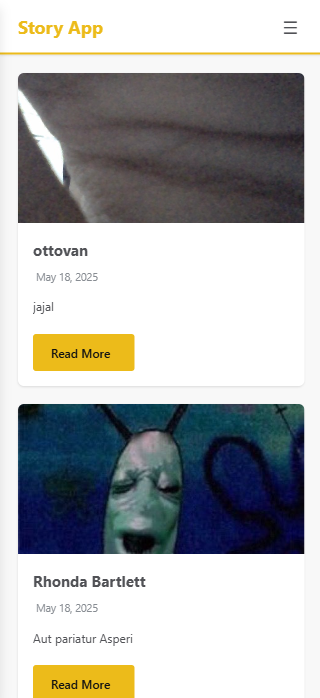 Story App
ottovan
May 18, 2025
jajal
Read More
Rhonda Bartlett
May 18, 2025
Aut pariatur Asperi
Read More